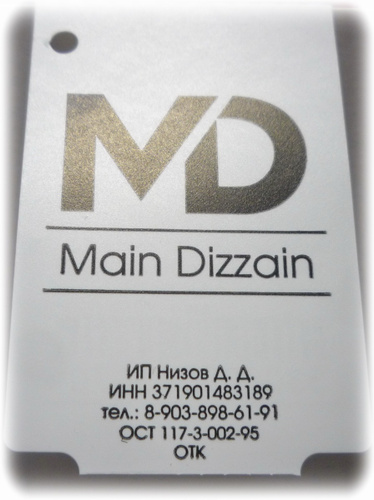 MD
Main Dizzain
ИП Низов Д. Д.
ИНН 371901483189
тел.: 8-903-898-61-91
ОСТ 117-3-002-95
ОТК